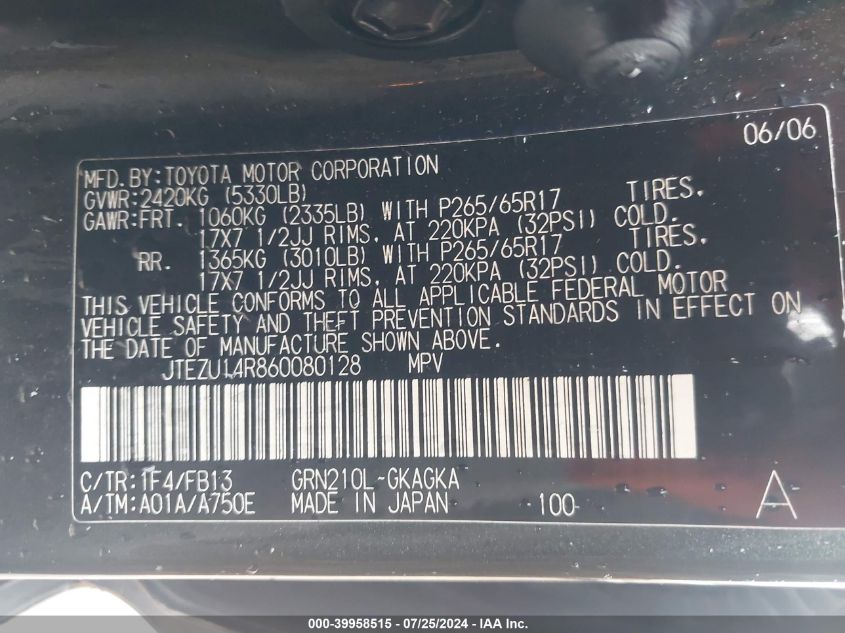 06/06
MFD.BY:TOYOTA MOTOR CORPORATION
GVWR:2420KG (5330LB)
GAWR:FRT. 1060KG (2335LB) WITH P265/65R17 TIRES,
17X7 1/2JJ RIMS, AT 220KPA (32PSI) COLD.
RR. 1365KG (3010LB) WITH P265/65R17 TIRES,
17X7 1/2JJ RIMS, AT 220KPA (32PSI) COLD.
THIS VEHICLE CONFORMS TO ALL APPLICABLE FEDERAL MOTOR
VEHICLE SAFETY AND THEFT PREVENTION STANDARDS IN EFFECT ON
THE DATE OF MANUFACTURE SHOWN ABOVE.
JTEZU14R860080128 MPV
C/TR:1F4/FB13 GRN210L-GKAGKA
A/TM:A01A/A750E MADE IN JAPAN 100 A
000-39958515 - 07/25/2024 - IAA Inc.